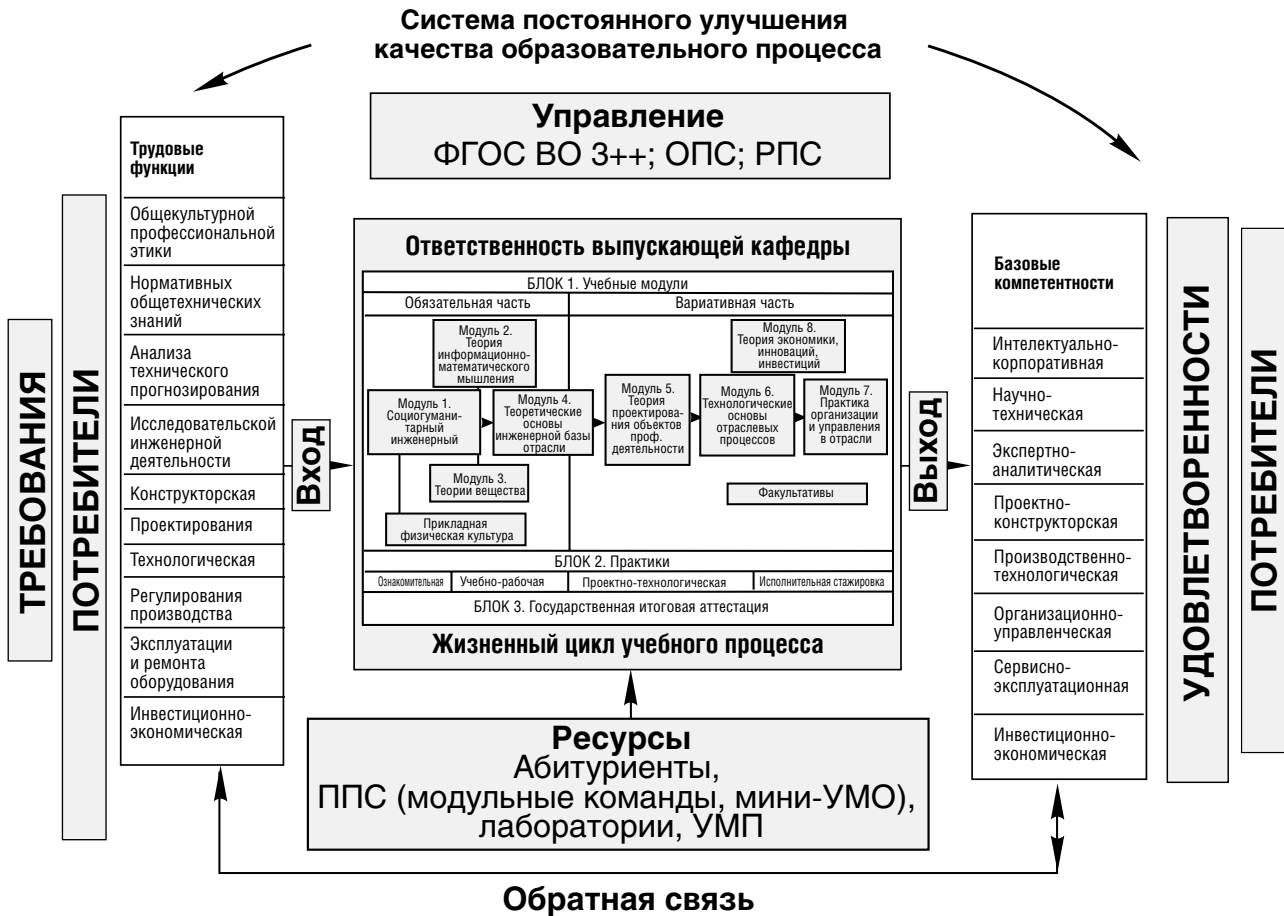 Система постоянного улучшения
качества образовательного процесса
Управление
ФГОС ВО 3++; ОПС; РПС
ТРЕБОВАНИЯ
ПОТРЕБИТЕЛИ
Трудовые
функции
Общекультурной
профессиональной
этики
Нормативных
общетехнических
знаний
Анализа
технического
прогнозирования
Исследовательской
инженерной
деятельности
Конструкторская
Проектирования
Технологическая
Регулирования
производства
Эксплуатации
и ремонта
оборудования
Инвестиционно-
экономическая
Вход
Ответственность выпускающей кафедры
БЛОК 1. Учебные модули
Обязательная часть
Вариативная часть
Модуль 2.
Теория
информационно-
математического
мышления
Модуль 8.
Теория экономики,
инноваций,
инвестиций
Модуль 1.
Социогумани-
тарный
инженерный
Модуль 4.
Теоретические
основы
инженерной базы
отрасли
Модуль 5.
Теория
проектирова-
ния объектов
проф.
деятельности
Модуль 6.
Технологические
основы
отраслевых
процессов
Модуль 7.
Практика
организации
и управления
в отрасли
Модуль 3.
Теории вещества
Факультативы
Прикладная
физическая культура
БЛОК 2. Практики
Ознакомительная
Учебно-рабочая
Проектно-технологическая
Исполнительная стажировка
БЛОК 3. Государственная итоговая аттестация
Жизненный цикл учебного процесса
Ресурсы
Абитуриенты,
ППС (модульные команды, мини-УМО),
лаборатории, УМП
Выход
Базовые
компетентности
Интелектуально-
корпоративная
Научно-
техническая
Экспертно-
аналитическая
Проектно-
конструкторская
Производственно-
технологическая
Организационно-
управленческая
Сервисно-
эксплуатационная
Инвестиционно-
экономическая
УДОВЛЕТВОРЕННОСТИ
ПОТРЕБИТЕЛИ
Обратная связь